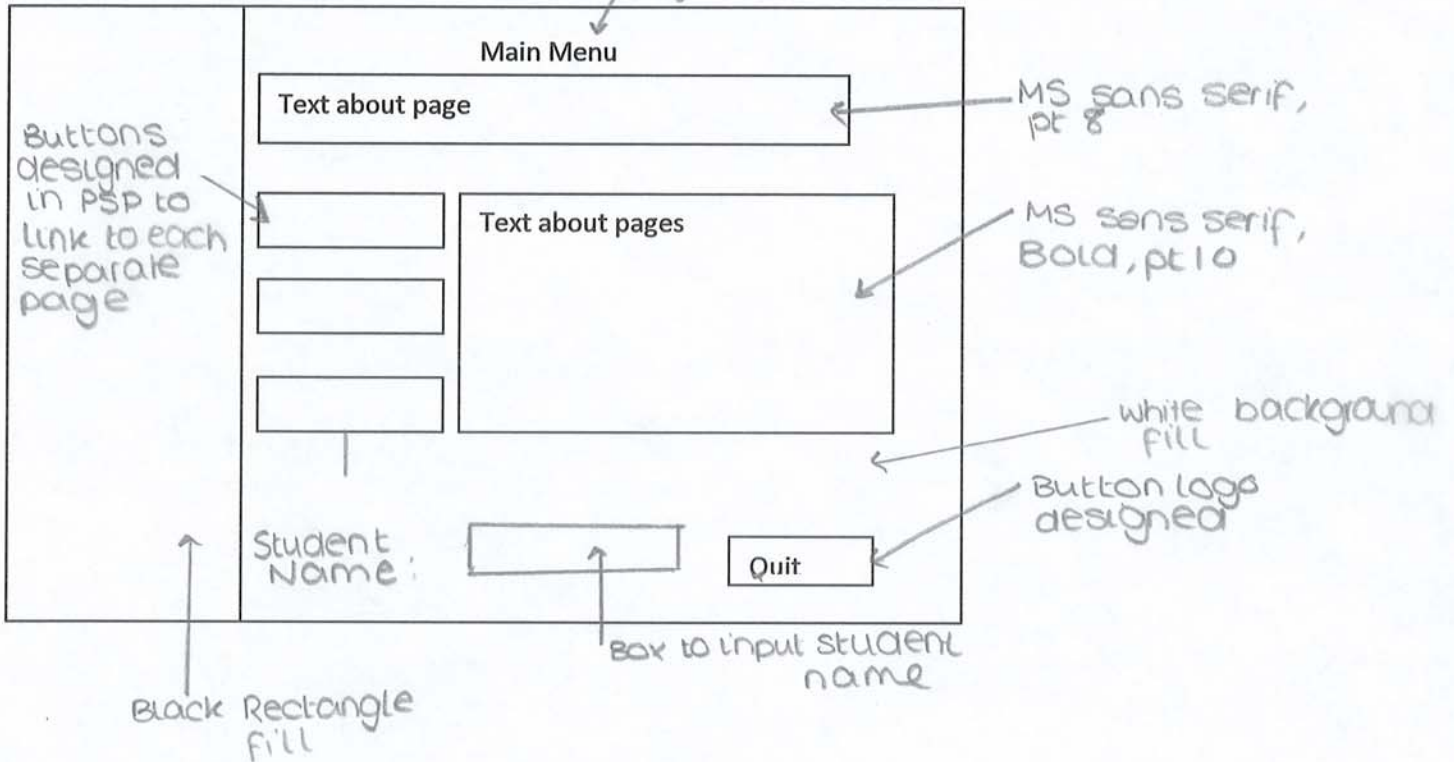 Main Menu
Text about page
MS sans serif,
pt 8
Buttons
designed
in PSP to
link to each
separate
page
Text about pages
MS sans serif,
Bold, pt 10
white background
fill
Button logo
designed
Student
Name:
Quit
Box to input student
name
Black Rectangle
fill